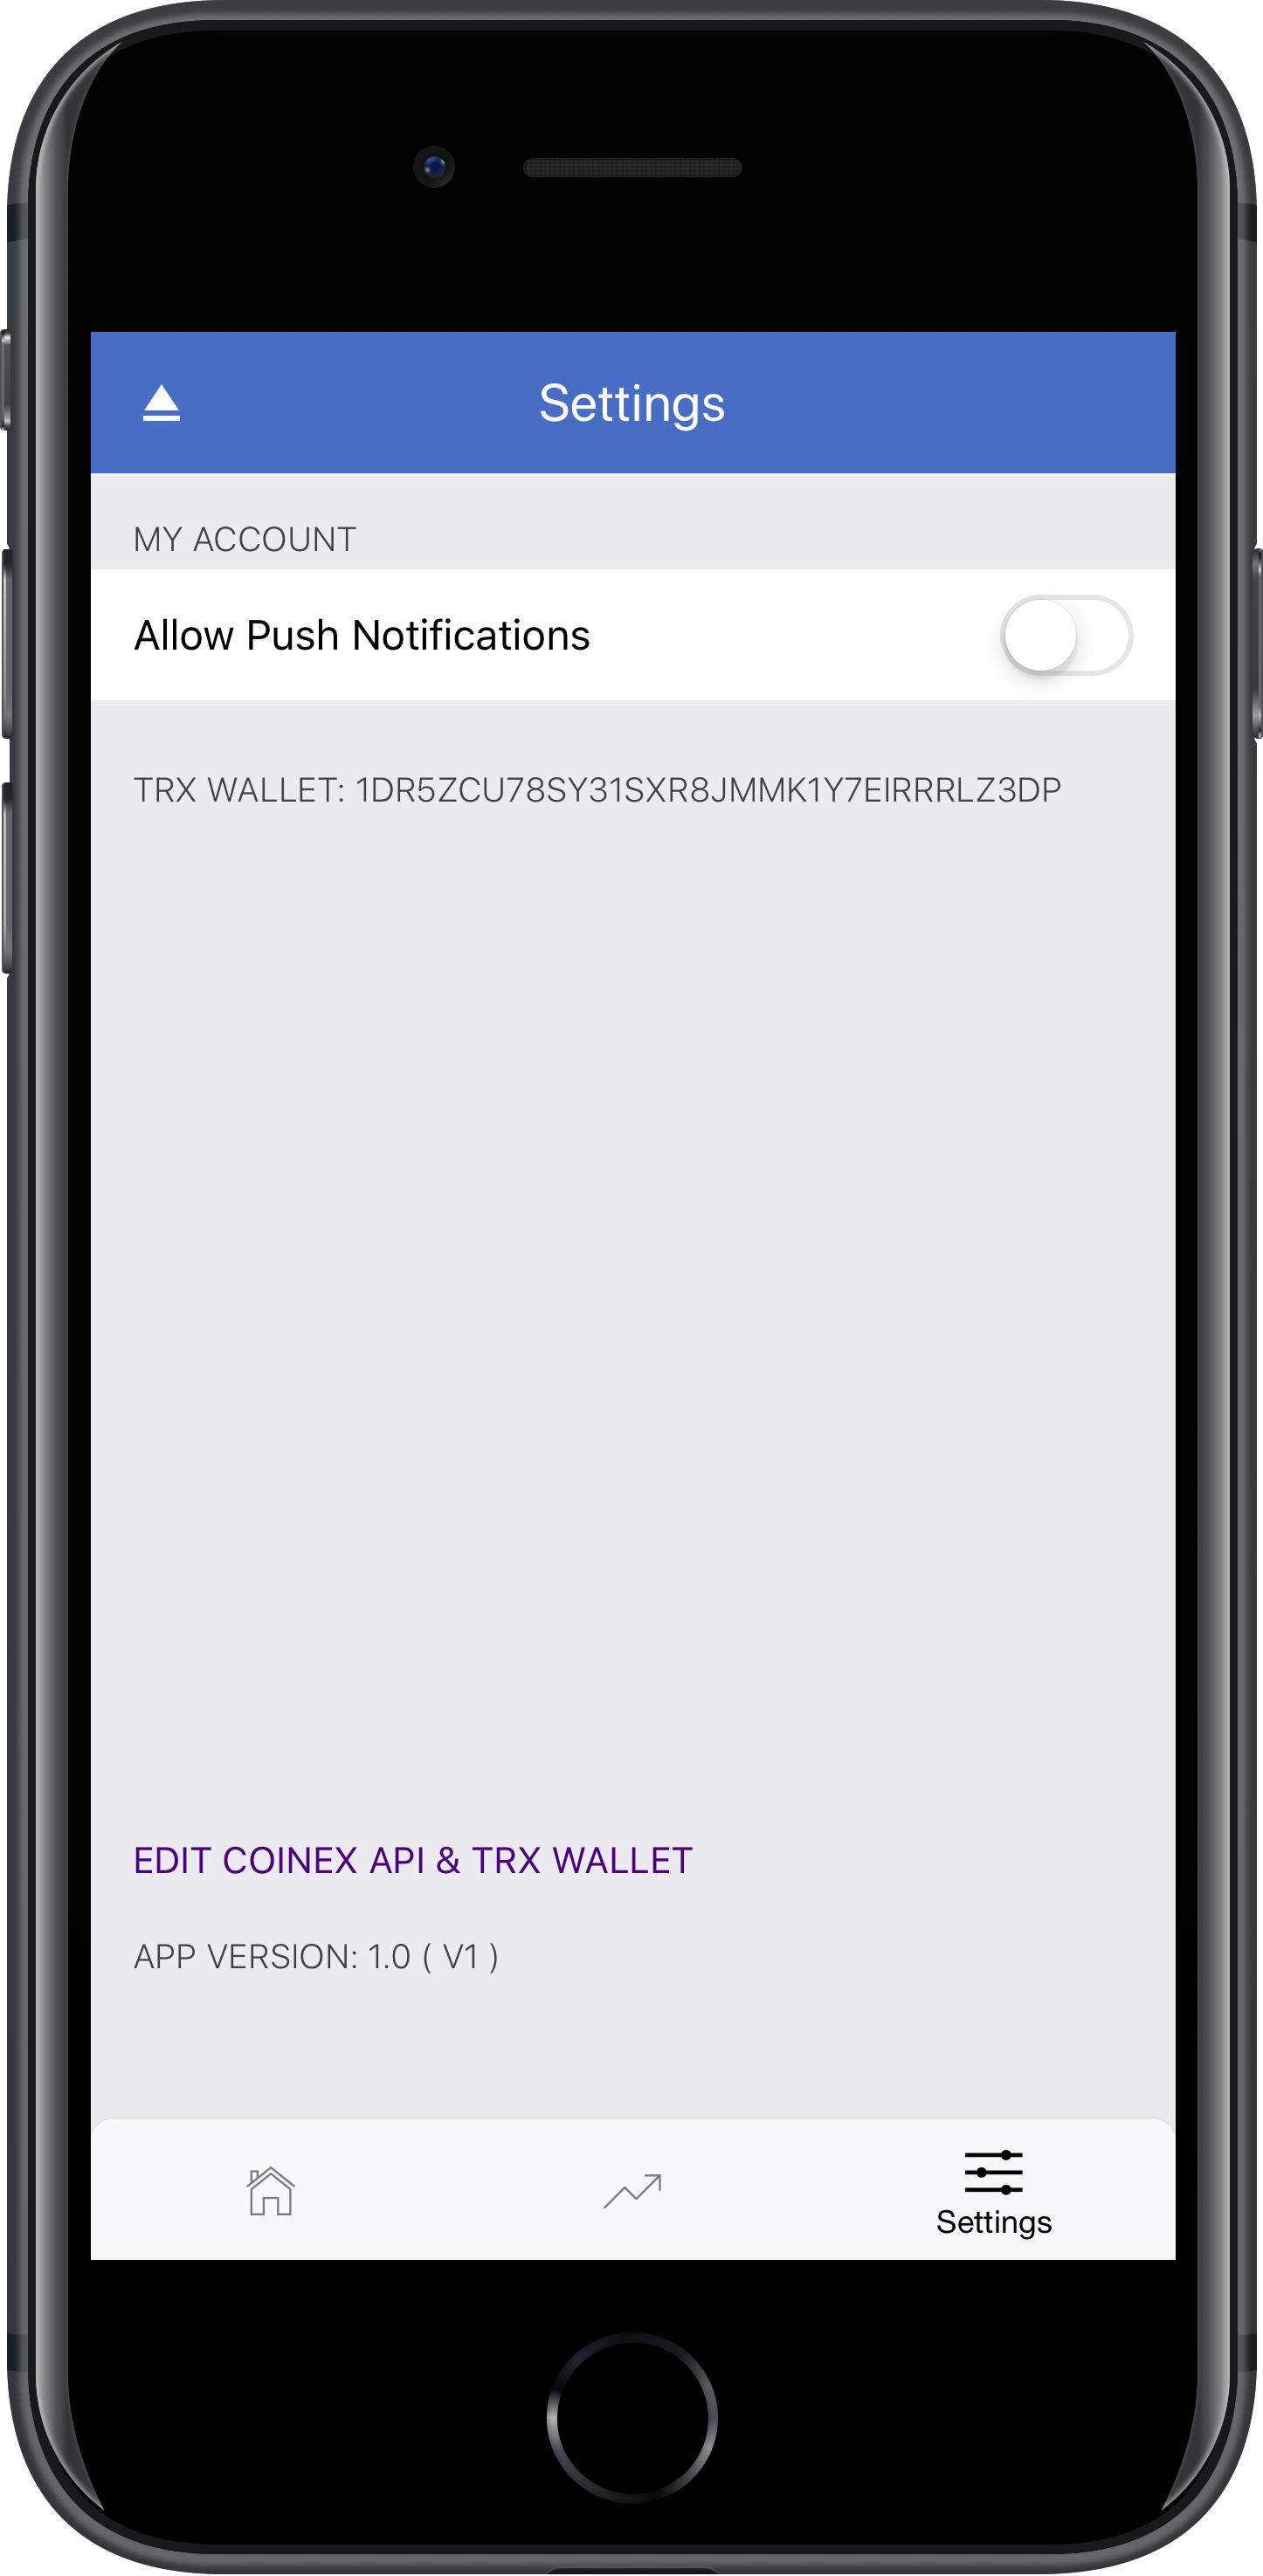 Settings
MY ACCOUNT
Allow Push Notifications
TRX WALLET: 1DR5ZCU78SY31SXR8JMMK1Y7EIRRRLZ3DP
EDIT COINEX API & TRX WALLET
APP VERSION: 1.0 ( V1 )
Settings